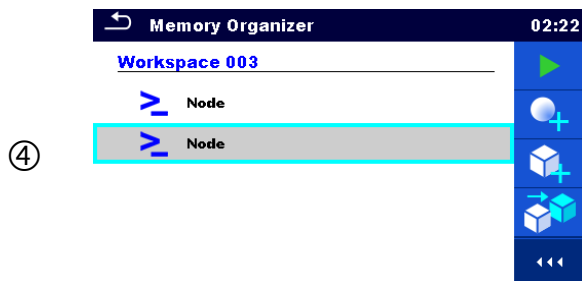 Memory Organizer 02:22
Workspace 003
>_ Node
④ >_ Node